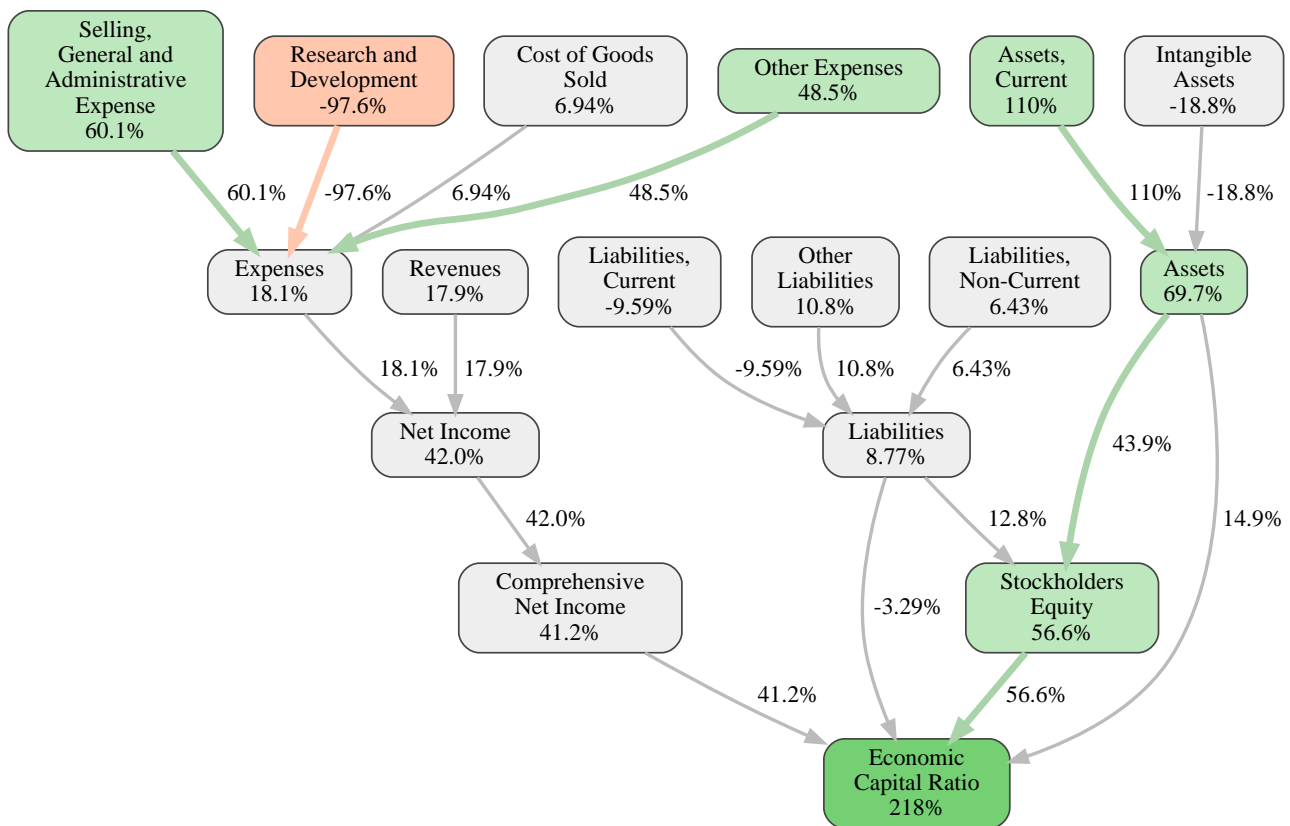 Selling,
General and
Administrative
Expense
60.1%
Research and
Development
-97.6%
Cost of Goods
Sold
6.94%
Other Expenses
48.5%
Assets,
Current
110%
Intangible
Assets
-18.8%
60.1%
-97.6%
6.94%
48.5%
110%
-18.8%
Expenses
18.1%
Revenues
17.9%
Liabilities,
Current
-9.59%
Other
Liabilities
10.8%
Liabilities,
Non-Current
6.43%
Assets
69.7%
18.1%
17.9%
-9.59%
10.8%
6.43%
Net Income
42.0%
Liabilities
8.77%
43.9%
42.0%
12.8%
14.9%
Comprehensive
Net Income
41.2%
-3.29%
Stockholders
Equity
56.6%
41.2%
56.6%
Economic
Capital Ratio
218%